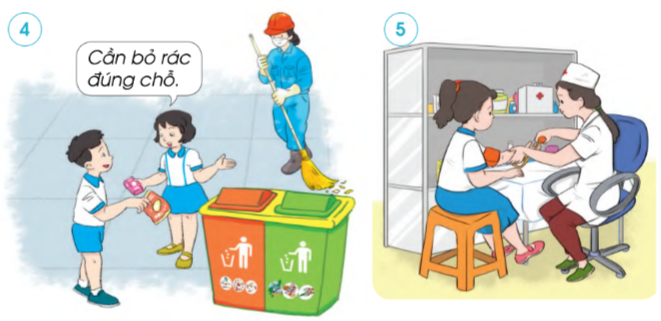 4
Cần bỏ rác
đúng chỗ.
5